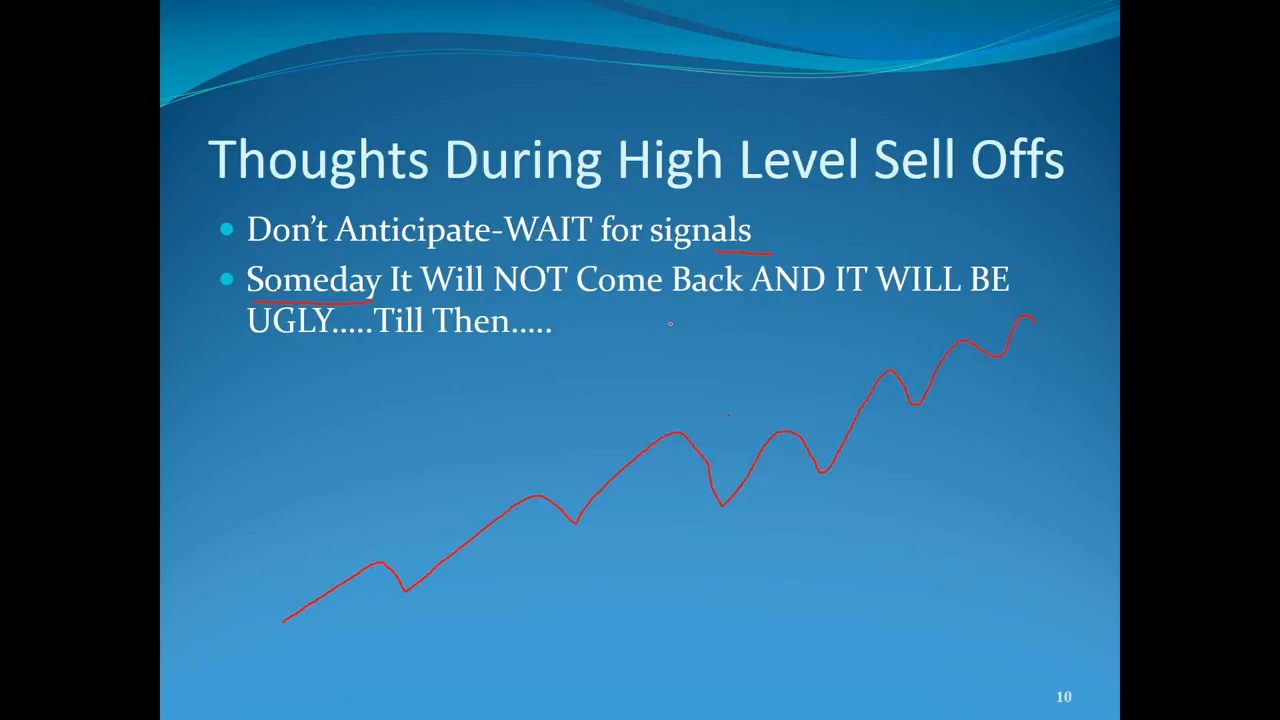 Thoughts During High Level Sell Offs
Don't Anticipate-WAIT for signals
Someday It Will NOT Come Back AND IT WILL BE
UGLY.....Till Then.....
10